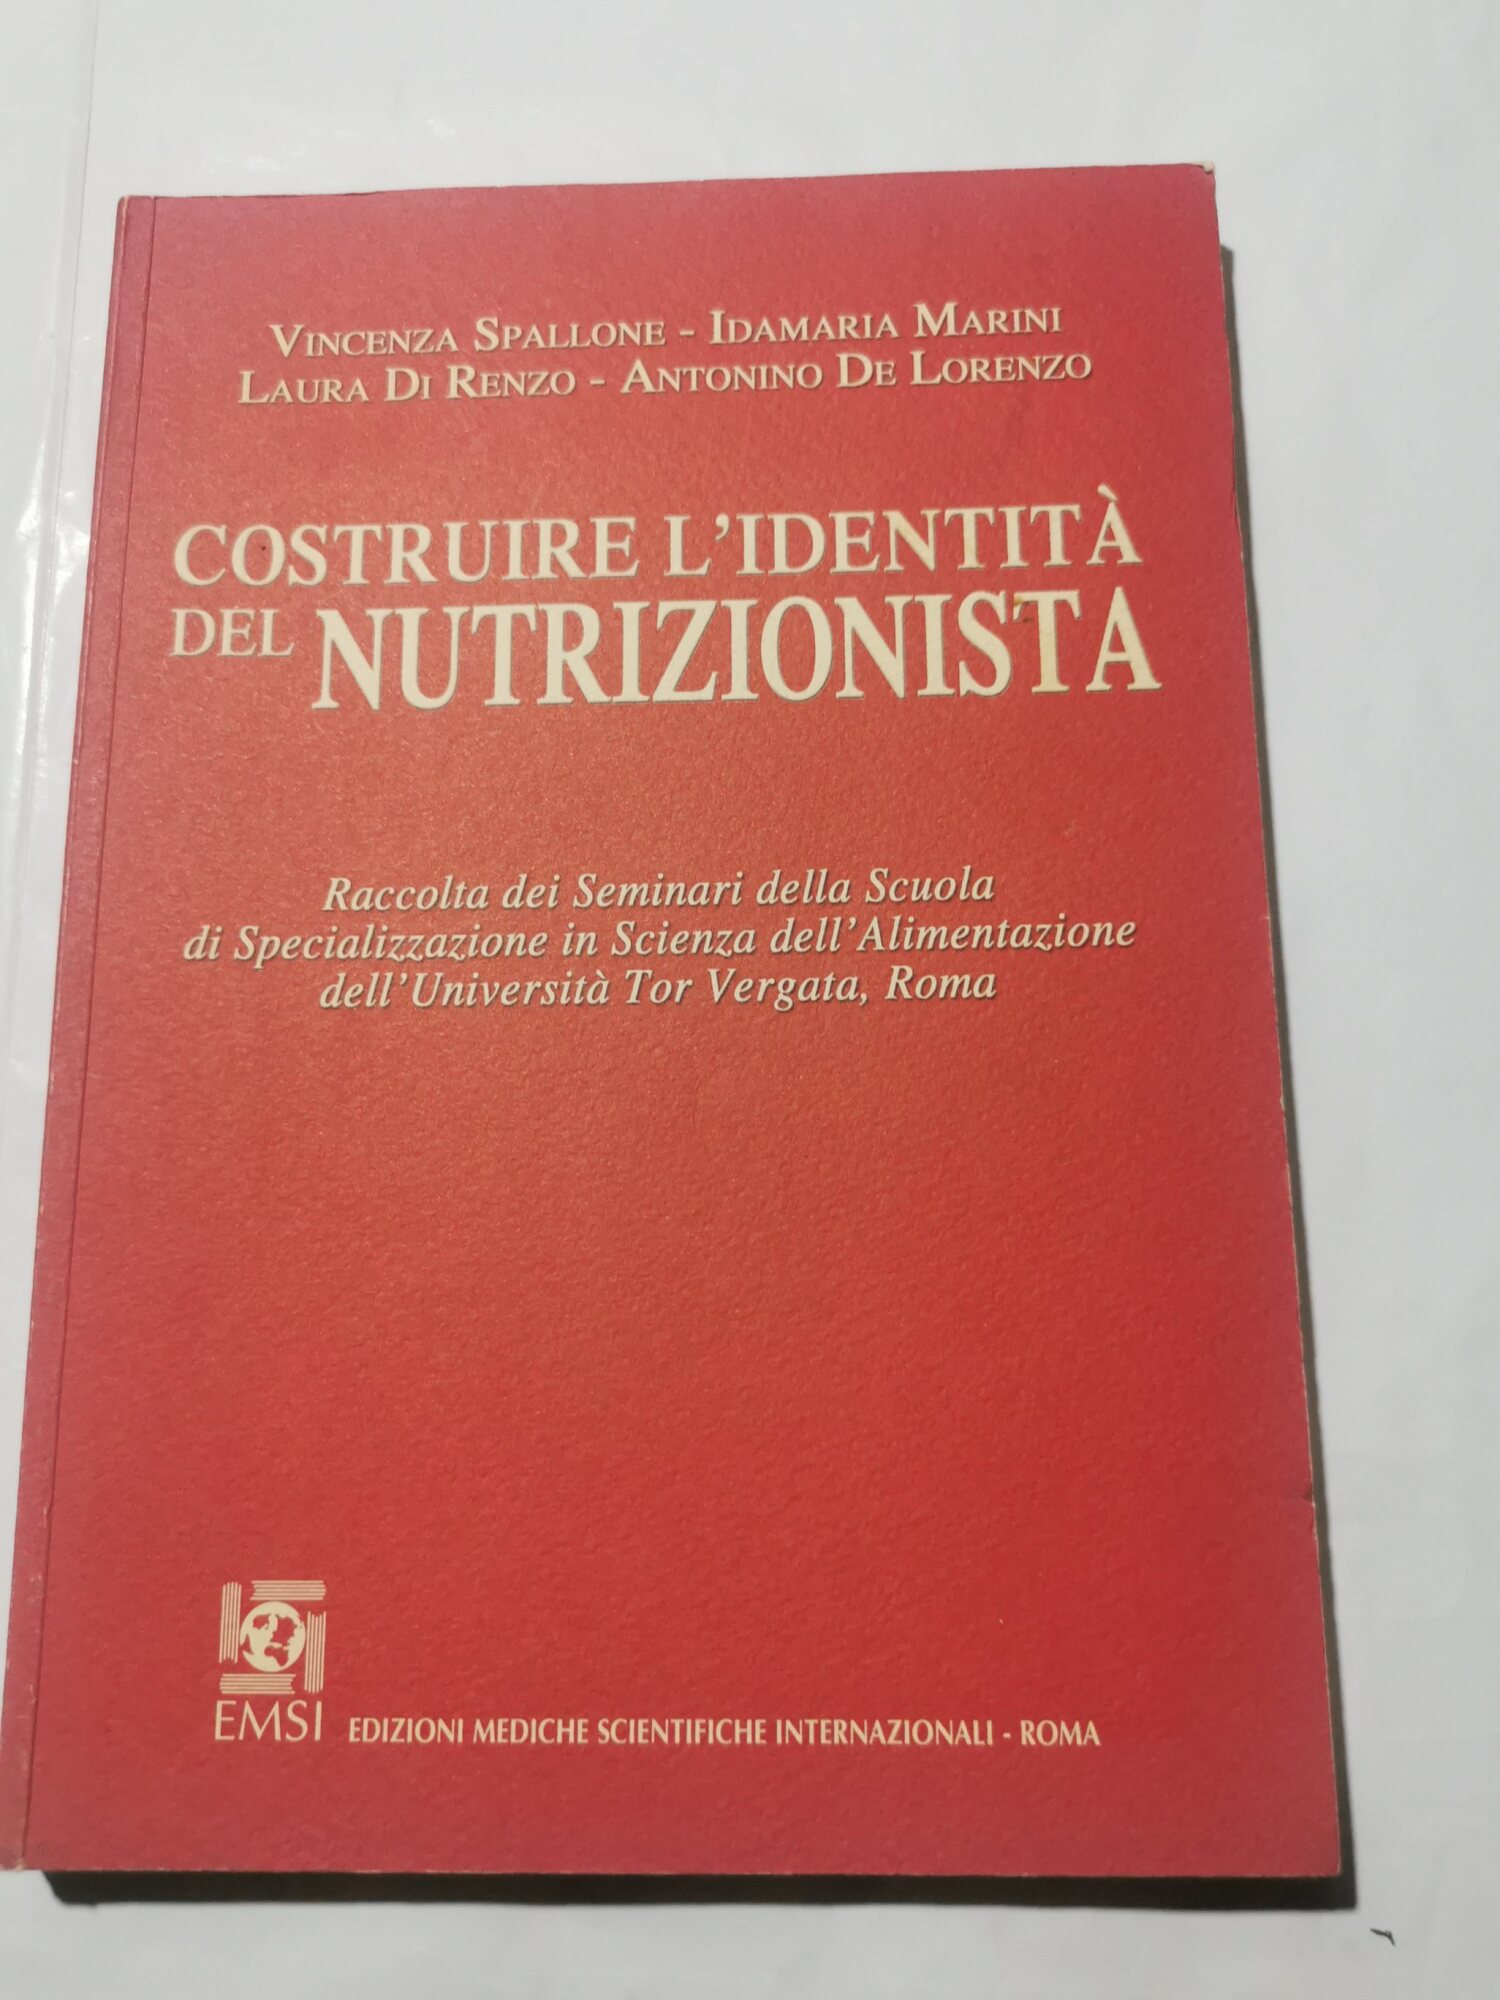 VINCENZA SPALLONE - IDAMARIA MARINI
LAURA DI RENZO - ANTONINO DE LORENZO
COSTRUIRE L'IDENTITÀ
DEL NUTRIZIONISTA
Raccolta dei Seminari della Scuola
di Specializzazione in Scienza dell'Alimentazione
dell'Università Tor Vergata, Roma
EMSI EDIZIONI MEDICHE SCIENTIFICHE INTERNAZIONALI - ROMA